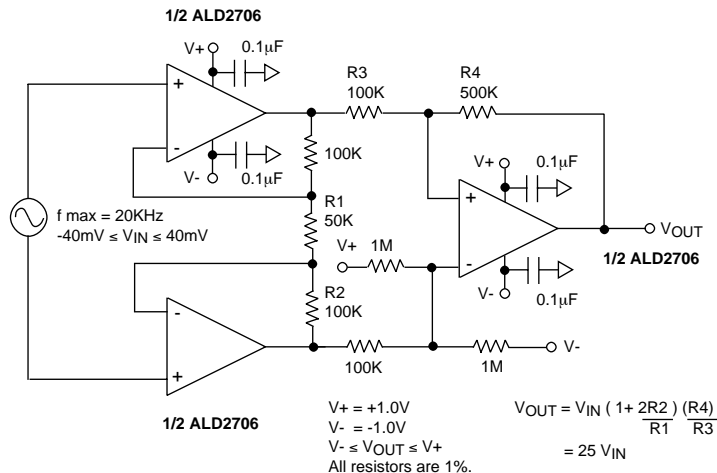 1/2 ALD2706
V+
0.1µF
+
-
V-
0.1µF
R3
100K
R4
500K
100K
f max = 20KHz
-40mV ≤ VIN ≤ 40mV
R1
50K
V+
0.1µF
+
-
V+
1M
VOUT
1/2 ALD2706
V-
0.1µF
R2
100K
-
+
100K
1M
V-
1/2 ALD2706
V+ = +1.0V
V- = -1.0V
V- ≤ VOUT ≤ V+
All resistors are 1%.
VOUT = VIN ( 1+ 2R2 ) (R4)
R1 R3
= 25 VIN